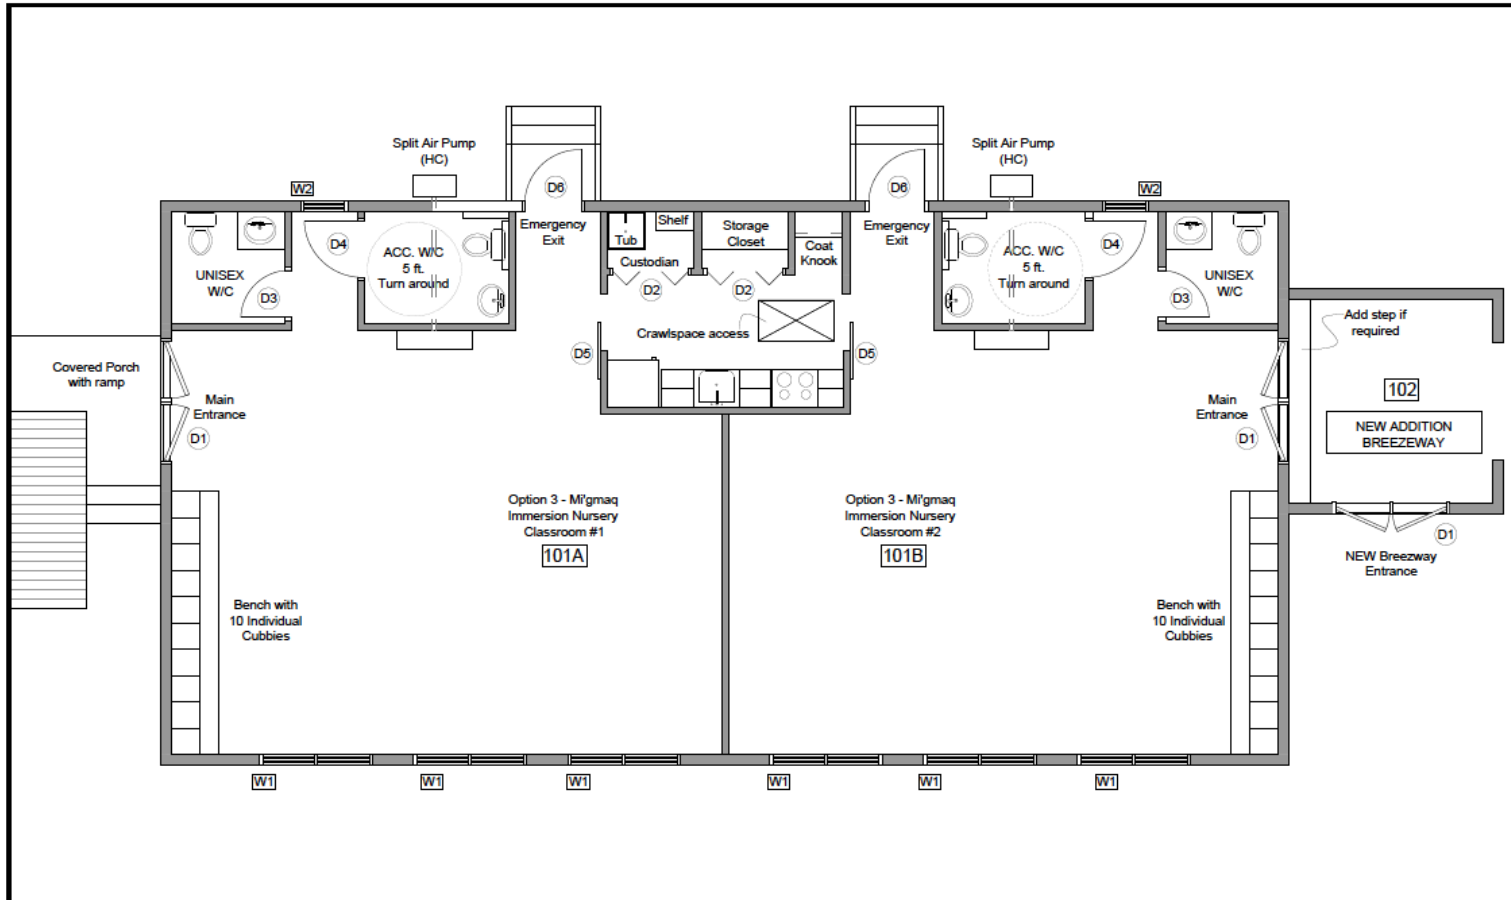 Split Air Pump
(HC)
Split Air Pump
(HC)
W2
D6
D6
W2
Emergency
Exit
Shelf
Tub
Storage
Closet
Coat
Knook
Custodian
Emergency
Exit
D4
ACC. W/C
5 ft.
Turn around
ACC. W/C
5 ft.
Turn around
D4
UNISEX
W/C
D3
D2
D2
D3
UNISEX
W/C
Crawlspace access
Add step if
required
D5
D5
Covered Porch
with ramp
Main
Entrance
D1
Main
Entrance
D1
102
NEW ADDITION
BREEZEWAY
Option 3 - Mi'gmaq
Immersion Nursery
Classroom #1
101A
Option 3 - Mi'gmaq
Immersion Nursery
Classroom #2
101B
D1
NEW Breezway
Entrance
Bench with
10 Individual
Cubbies
Bench with
10 Individual
Cubbies
W1
W1
W1
W1
W1
W1